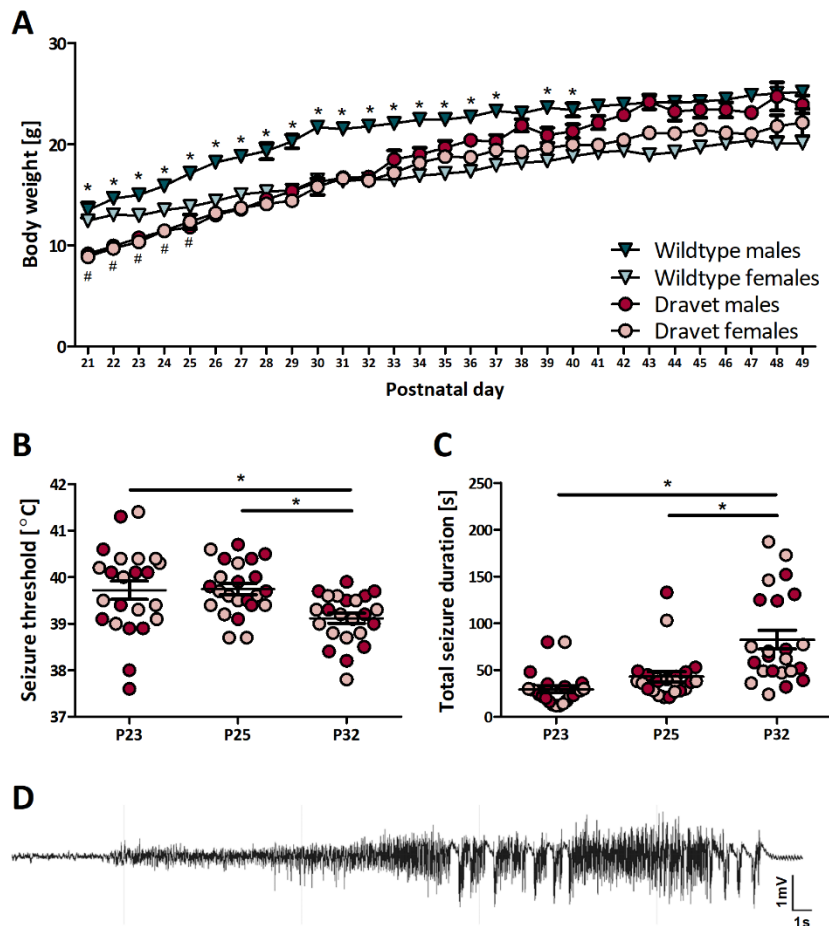 A
30
20
10
0
Body weight [g]
* * * * * * * * * * * * * * * * * * *
# # # # #
Wildtype males
Wildtype females
Dravet males
Dravet females
21 22 23 24 25 26 27 28 29 30 31 32 33 34 35 36 37 38 39 40 41 42 43 44 45 46 47 48 49
Postnatal day
B
42
41
40
39
38
37
Seizure threshold [°C]
*
*
P23 P25 P32
C
250
200
150
100
50
0
Total seizure duration [s]
*
*
P23 P25 P32
D
1mV
1s